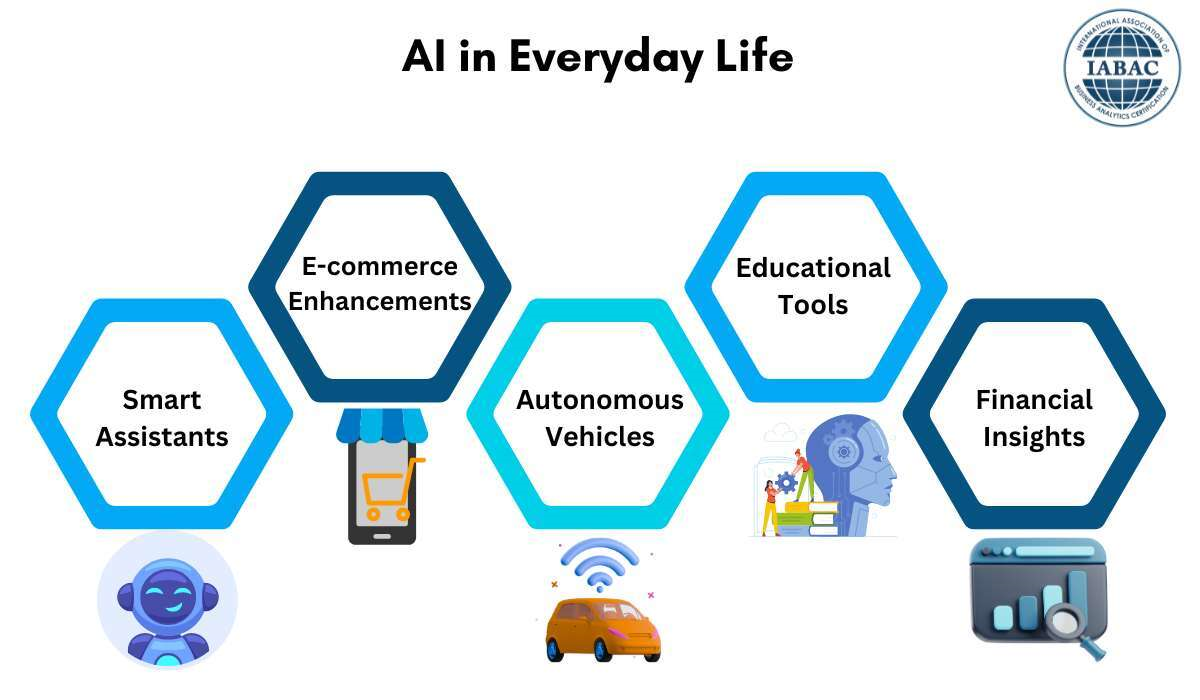 AI in Everyday Life
INTERNATIONAL ASSOCIATION OF
IABAC
BUSINESS ANALYTICS CERTIFICATION
Smart
Assistants
E-commerce
Enhancements
Autonomous
Vehicles
Educational
Tools
Financial
Insights